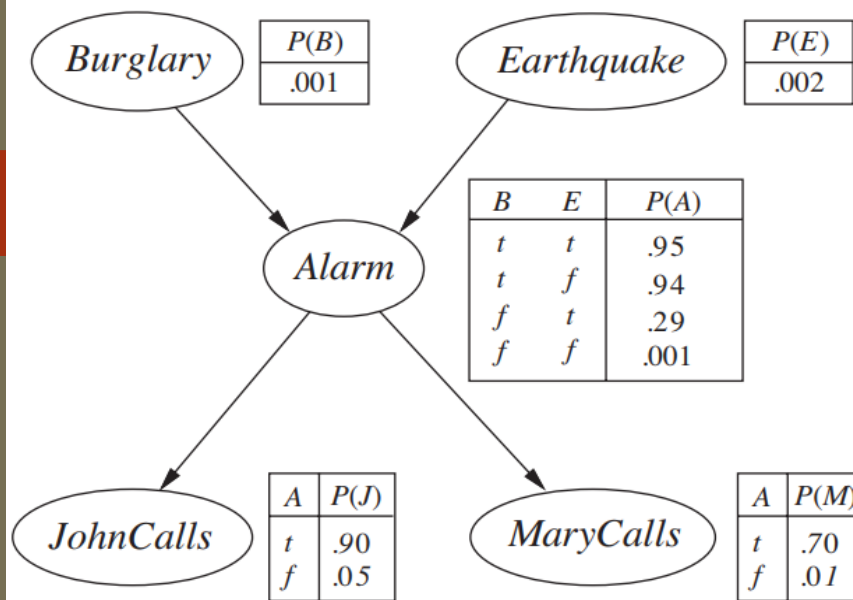 Burglary
P(B)
.001
Earthquake
P(E)
.002
B E P(A)
t t .95
t f .94
f t .29
f f .001
Alarm
JohnCalls
A P(J)
t .90
f .05
MaryCalls
A P(M)
t .70
f .01